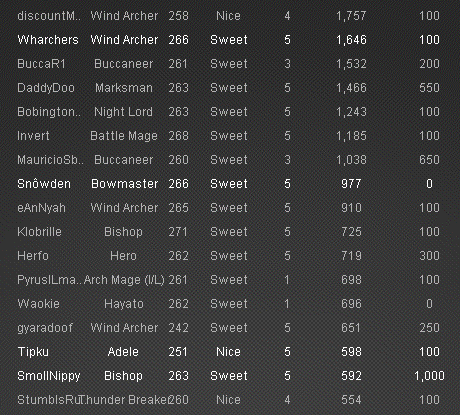 discountM.. Wind Archer 258 Nice 4 1,757 100
Wharchers Wind Archer 266 Sweet 5 1,646 100
BuccaR1 Buccaneer 261 Sweet 3 1,532 200
DaddyDoo Marksman 263 Sweet 5 1,466 550
Bobington.. Night Lord 263 Sweet 5 1,243 100
Invert Battle Mage 268 Sweet 5 1,185 100
MauricioSb.. Buccaneer 260 Sweet 3 1,038 650
Snôwden Bowmaster 266 Sweet 5 977 0
eAnNyah Wind Archer 265 Sweet 5 910 100
Klobrille Bishop 271 Sweet 5 725 100
Herfo Hero 262 Sweet 5 719 300
PyrusILma.. Arch Mage (I/L) 261 Sweet 1 698 100
Waokie Hayato 262 Sweet 1 696 0
gyaradoof Wind Archer 242 Sweet 5 651 250
Tipku Adele 251 Nice 5 598 100
SmollNippy Bishop 263 Sweet 5 592 1,000
StumblsRu Thunder Breaker 260 Nice 4 554 100